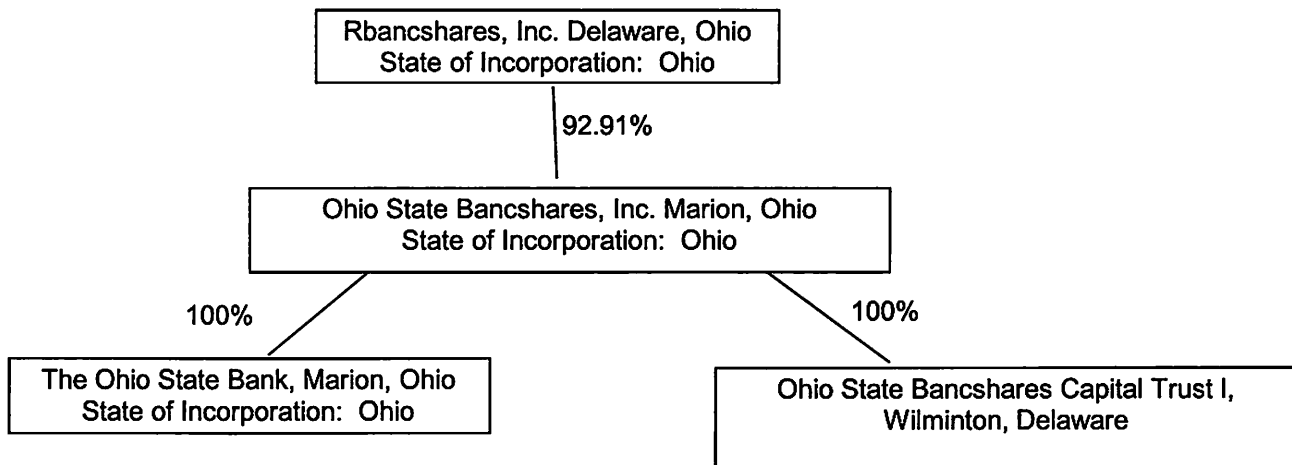 Rbancshares, Inc. Delaware, Ohio
State of Incorporation: Ohio
92.91%
Ohio State Bancshares, Inc. Marion, Ohio
State of Incorporation: Ohio
100%
100%
The Ohio State Bank, Marion, Ohio
State of Incorporation: Ohio
Ohio State Bancshares Capital Trust I,
Wilminton, Delaware